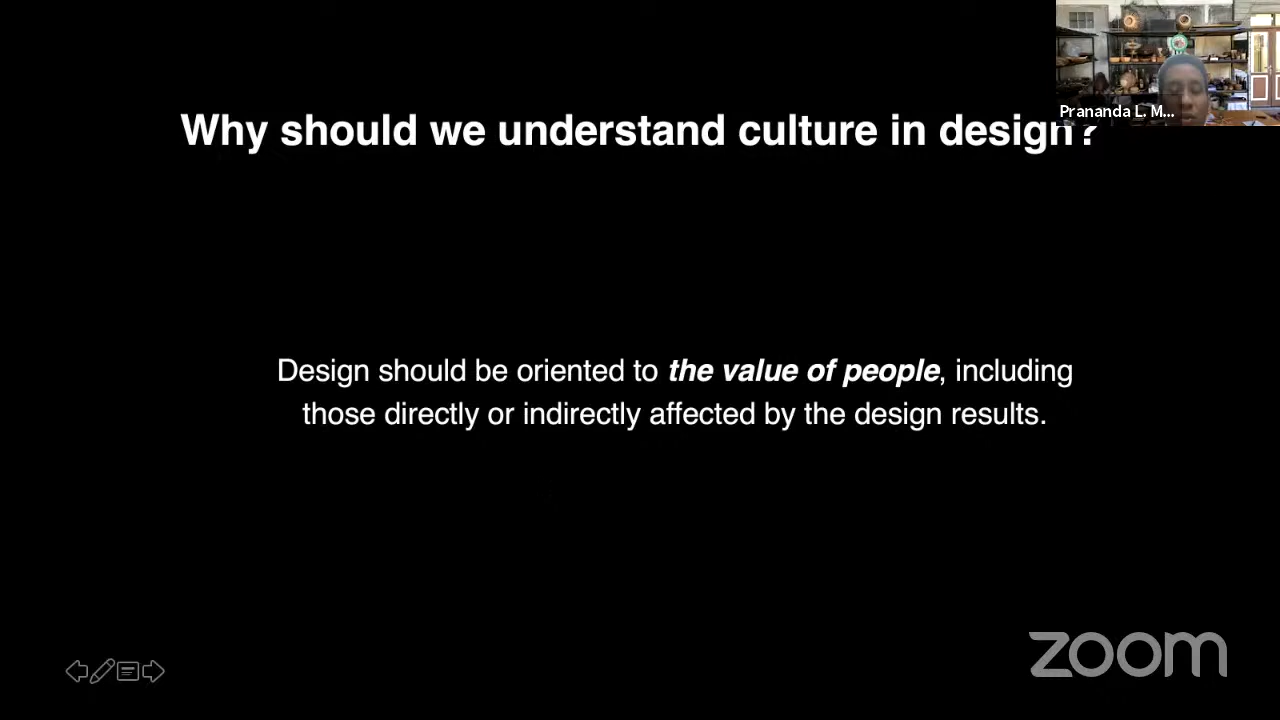 Prananda L. M...
Why should we understand culture in design?
Design should be oriented to the value of people, including
those directly or indirectly affected by the design results.
zoom